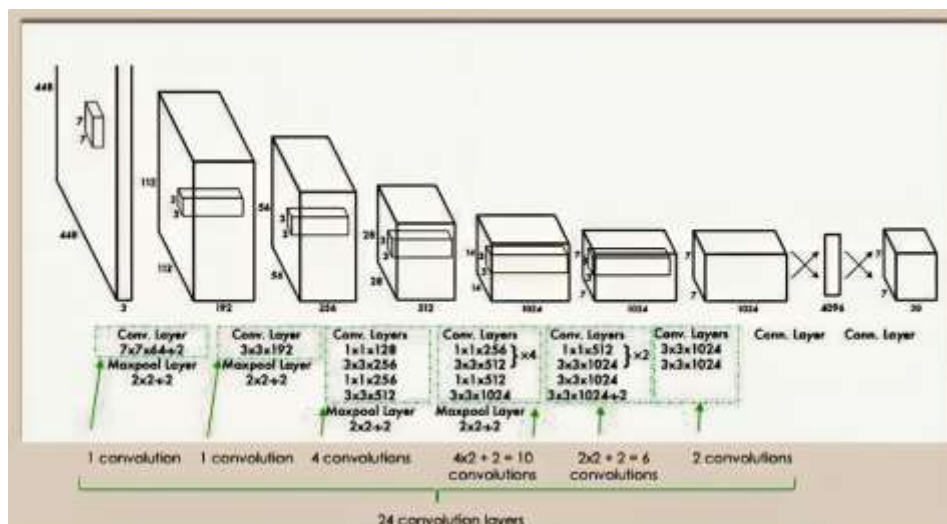 448
7
7
448
3
112
3
3
112
192
56
3
3
56
256
28
3
3
28
512
14
3
3
14
1024
7
3
3
7
1024
7
7
1024
4096
7
7
30
Conv. Layer
7x7x64÷2
Maxpool Layer
2x2÷2
Conv. Layer
3x3x192
Maxpool Layer
2x2÷2
Conv. Layers
1x1x128
3x3x256
1x1x256
3x3x512
Maxpool Layer
2x2÷2
Conv. Layers
1x1x256
3x3x512
}×4
1x1x512
3x3x1024
Maxpool Layer
2x2÷2
Conv. Layers
1x1x512
3x3x1024
}×2
3x3x1024
3x3x1024÷2
Conv. Layers
3x3x1024
3x3x1024
Conn. Layer
Conn. Layer
1 convolution
1 convolution
4 convolutions
4x2 + 2 = 10
convolutions
2x2 + 2 = 6
convolutions
2 convolutions
24 convolution layers